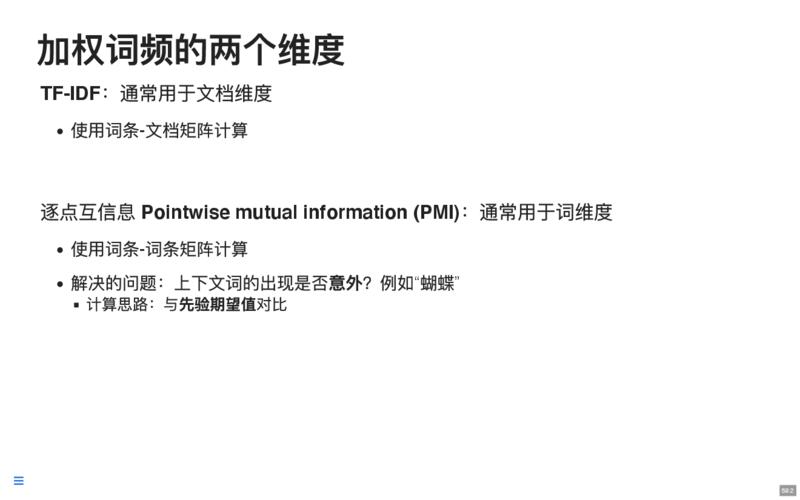 加权词频的两个维度
TF-IDF：通常用于文档维度
使用词条-文档矩阵计算
逐点互信息 Pointwise mutual information (PMI)：通常用于词维度
使用词条-词条矩阵计算
解决的问题：上下文词的出现是否意外？例如“蝴蝶”
计算思路：与先验期望值对比